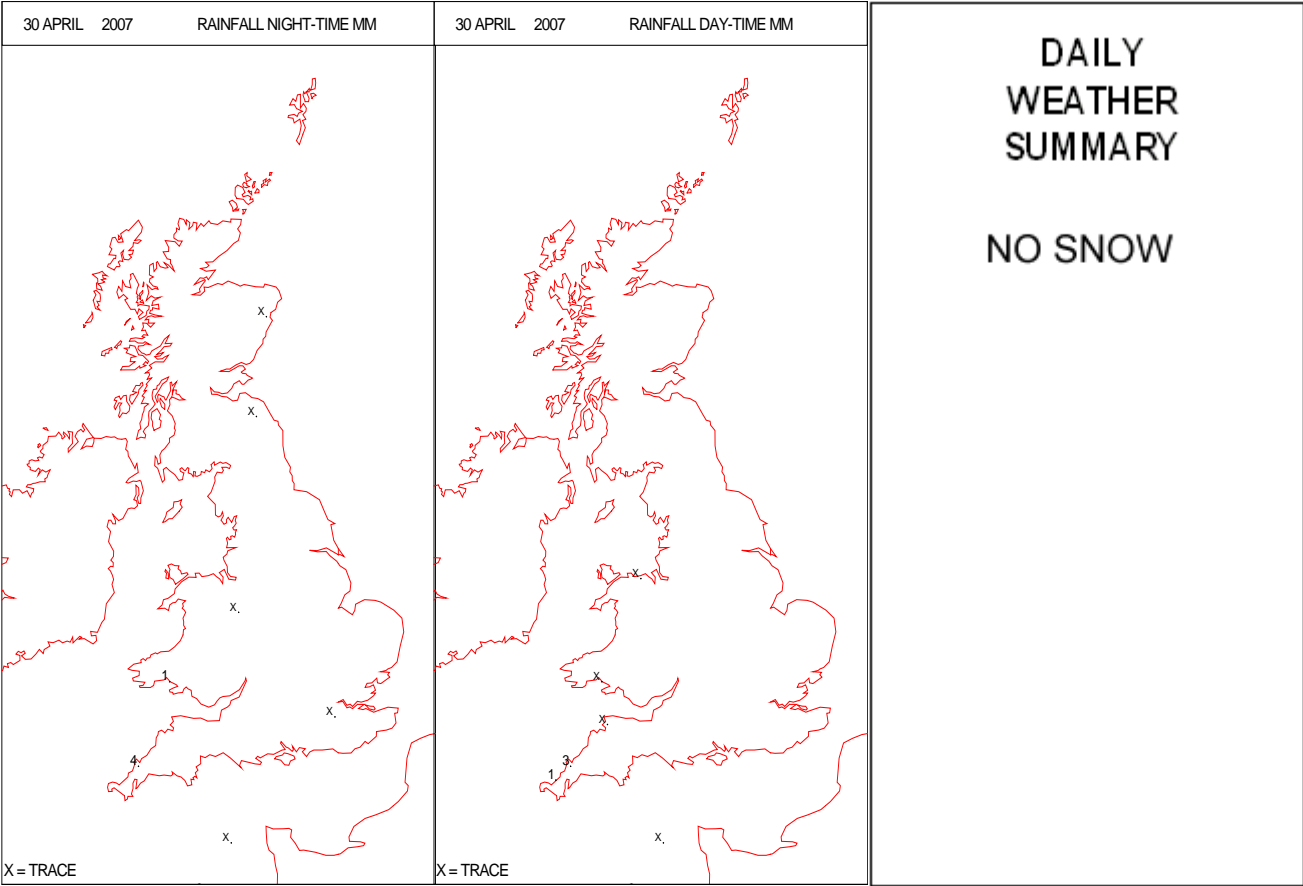 30 APRIL 2007 RAINFALL NIGHT-TIME MM
X
X
X
1
X
4
X
X = TRACE
30 APRIL 2007 RAINFALL DAY-TIME MM
X
X
X
3
1
X
X = TRACE
DAILY
WEATHER
SUMMARY
NO SNOW